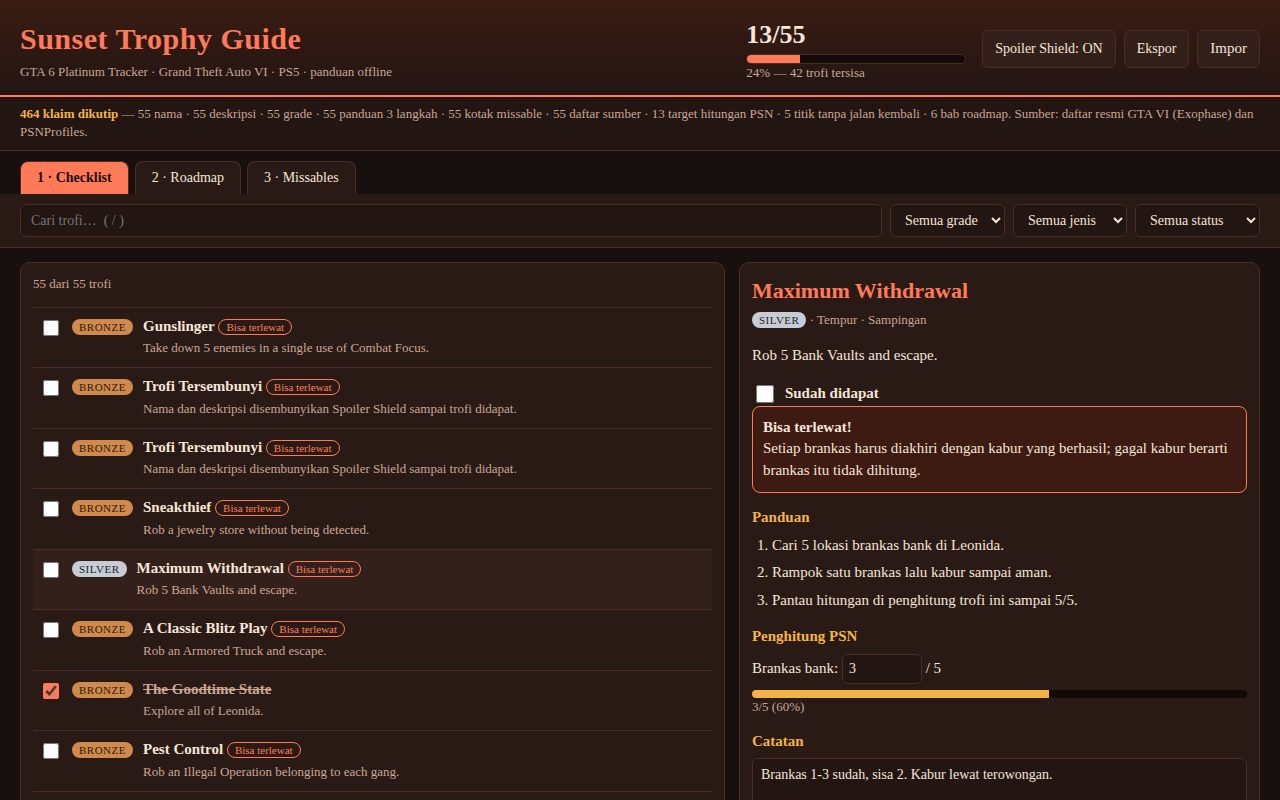 Sunset Trophy Guide
GTA 6 Platinum Tracker · Grand Theft Auto VI · PS5 · panduan offline
13/55
24% — 42 trofi tersisa
Spoiler Shield: ON
Ekspor
Impor
464 klaim dikutip — 55 nama · 55 deskripsi · 55 grade · 55 panduan 3 langkah · 55 kotak missable · 55 daftar sumber · 13 target hitungan PSN · 5 titik tanpa jalan kembali · 6 bab roadmap. Sumber: daftar resmi GTA VI (Exophase) dan
PSNProfiles.
1 · Checklist
2 · Roadmap
3 · Missables
Cari trofi… ( / )
Semua grade
Semua jenis
Semua status
55 dari 55 trofi
BRONZE Gunslinger Bisa terlewat
Take down 5 enemies in a single use of Combat Focus.
BRONZE Trofi Tersembunyi Bisa terlewat
Nama dan deskripsi disembunyikan Spoiler Shield sampai trofi didapat.
BRONZE Trofi Tersembunyi Bisa terlewat
Nama dan deskripsi disembunyikan Spoiler Shield sampai trofi didapat.
BRONZE Sneakthief Bisa terlewat
Rob a jewelry store without being detected.
SILVER Maximum Withdrawal Bisa terlewat
Rob 5 Bank Vaults and escape.
BRONZE A Classic Blitz Play Bisa terlewat
Rob an Armored Truck and escape.
BRONZE The Goodtime State
Explore all of Leonida.
BRONZE Pest Control Bisa terlewat
Rob an Illegal Operation belonging to each gang.
Maximum Withdrawal
SILVER · Tempur · Sampingan
Rob 5 Bank Vaults and escape.
Sudah didapat
Bisa terlewat!
Setiap brankas harus diakhiri dengan kabur yang berhasil; gagal kabur berarti
brankas itu tidak dihitung.
Panduan
1. Cari 5 lokasi brankas bank di Leonida.
2. Rampok satu brankas lalu kabur sampai aman.
3. Pantau hitungan di penghitung trofi ini sampai 5/5.
Penghitung PSN
Brankas bank: 3 / 5
3/5 (60%)
Catatan
Brankas 1-3 sudah, sisa 2. Kabur lewat terowongan.